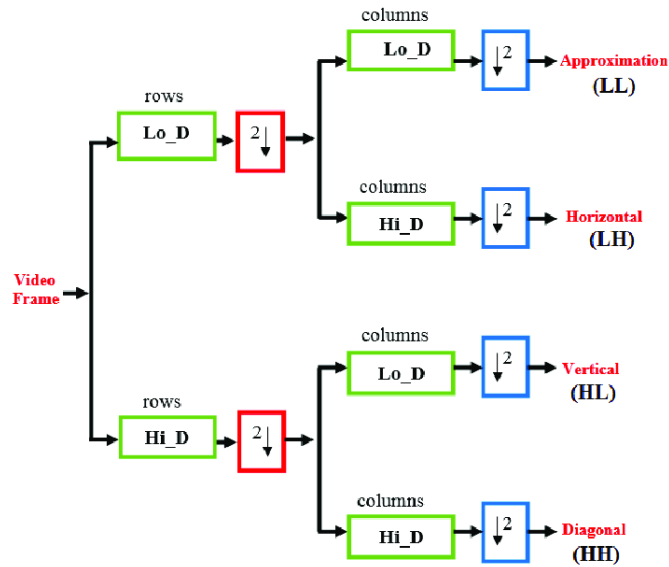 columns
Lo_D
↓2
Approximation
(LL)
rows
Lo_D
2↓
columns
Hi_D
↓2
Horizontal
(LH)
Video
Frame
columns
Lo_D
↓2
Vertical
(HL)
rows
Hi_D
2↓
columns
Hi_D
↓2
Diagonal
(HH)